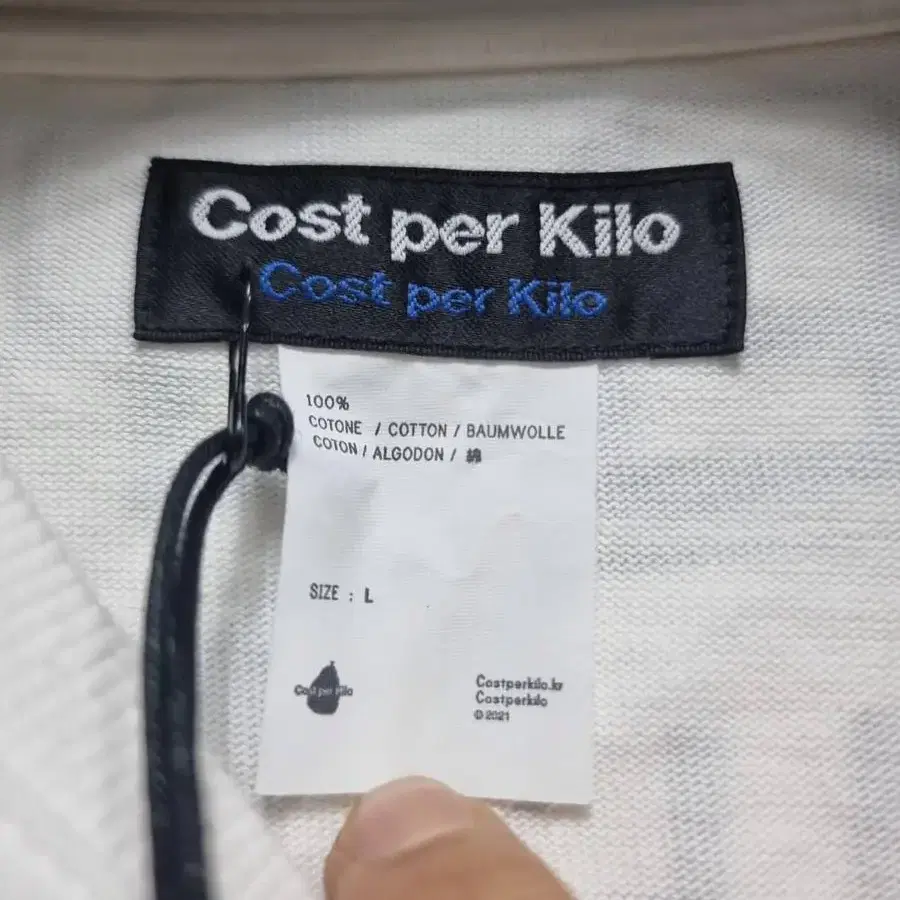 Cost per Kilo
Cost per Kilo
100%
COTONE / COTTON / BAUMWOLLE
COTON / ALGODON / 綿
SIZE : L
Cost per Kilo
Costperkilo.kr
Costperkilo
© 2021